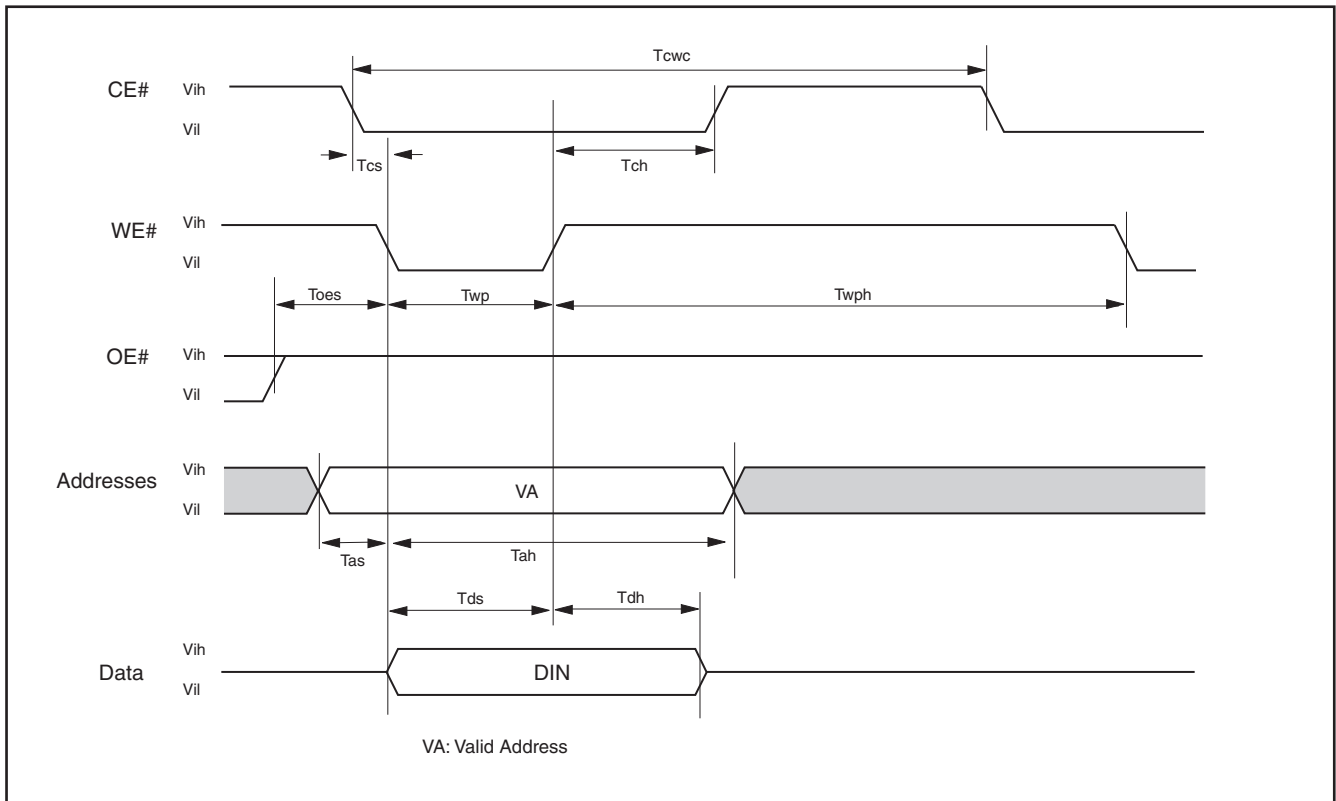 Tcwc
CE#
Vih
Vil
Tcs
Tch
WE#
Vih
Vil
Toes
Twp
Twph
OE#
Vih
Vil
Addresses
Vih
Vil
VA
Tas
Tah
Tds
Tdh
Data
Vih
Vil
DIN
VA: Valid Address